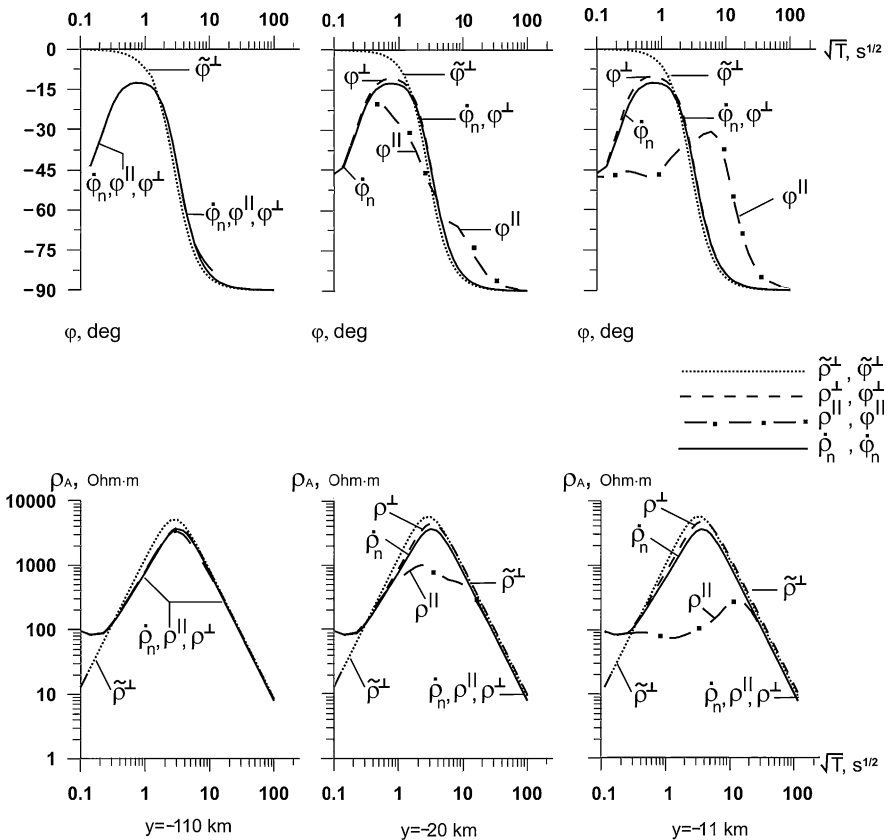 0.1 1 10 100
0.1 1 10 100
0.1 1 10 100
√T, s1/2
0
−15
−30
−45
−60
−75
−90
φ̃⊥
φ̇n, φ||, φ⊥
φ̇n, φ||, φ⊥
φ⊥
φ̃⊥
φ̇n, φ⊥
φ||
φ̇n
φ||
φ⊥
φ̃⊥
φ̇n, φ⊥
φ̇n
φ||
φ, deg
φ, deg
φ, deg
ρ̃⊥, φ̃⊥
ρ⊥, φ⊥
ρ||, φ||
ρ̇n, φ̇n
ρA, Ohm·m
ρA, Ohm·m
ρA, Ohm·m
10000
1000
100
10
1
ρ̇n, ρ||, ρ⊥
ρ̃⊥
ρ⊥
ρ̇n
ρ̃⊥
ρ||
ρ̃⊥
ρ̇n, ρ||, ρ⊥
ρ⊥
ρ̇n
ρ̃⊥
ρ||
ρ̃⊥
ρ̇n, ρ||, ρ⊥
√T, s1/2
0.1 1 10 100
0.1 1 10 100
0.1 1 10 100
y=−110 km
y=−20 km
y=−11 km